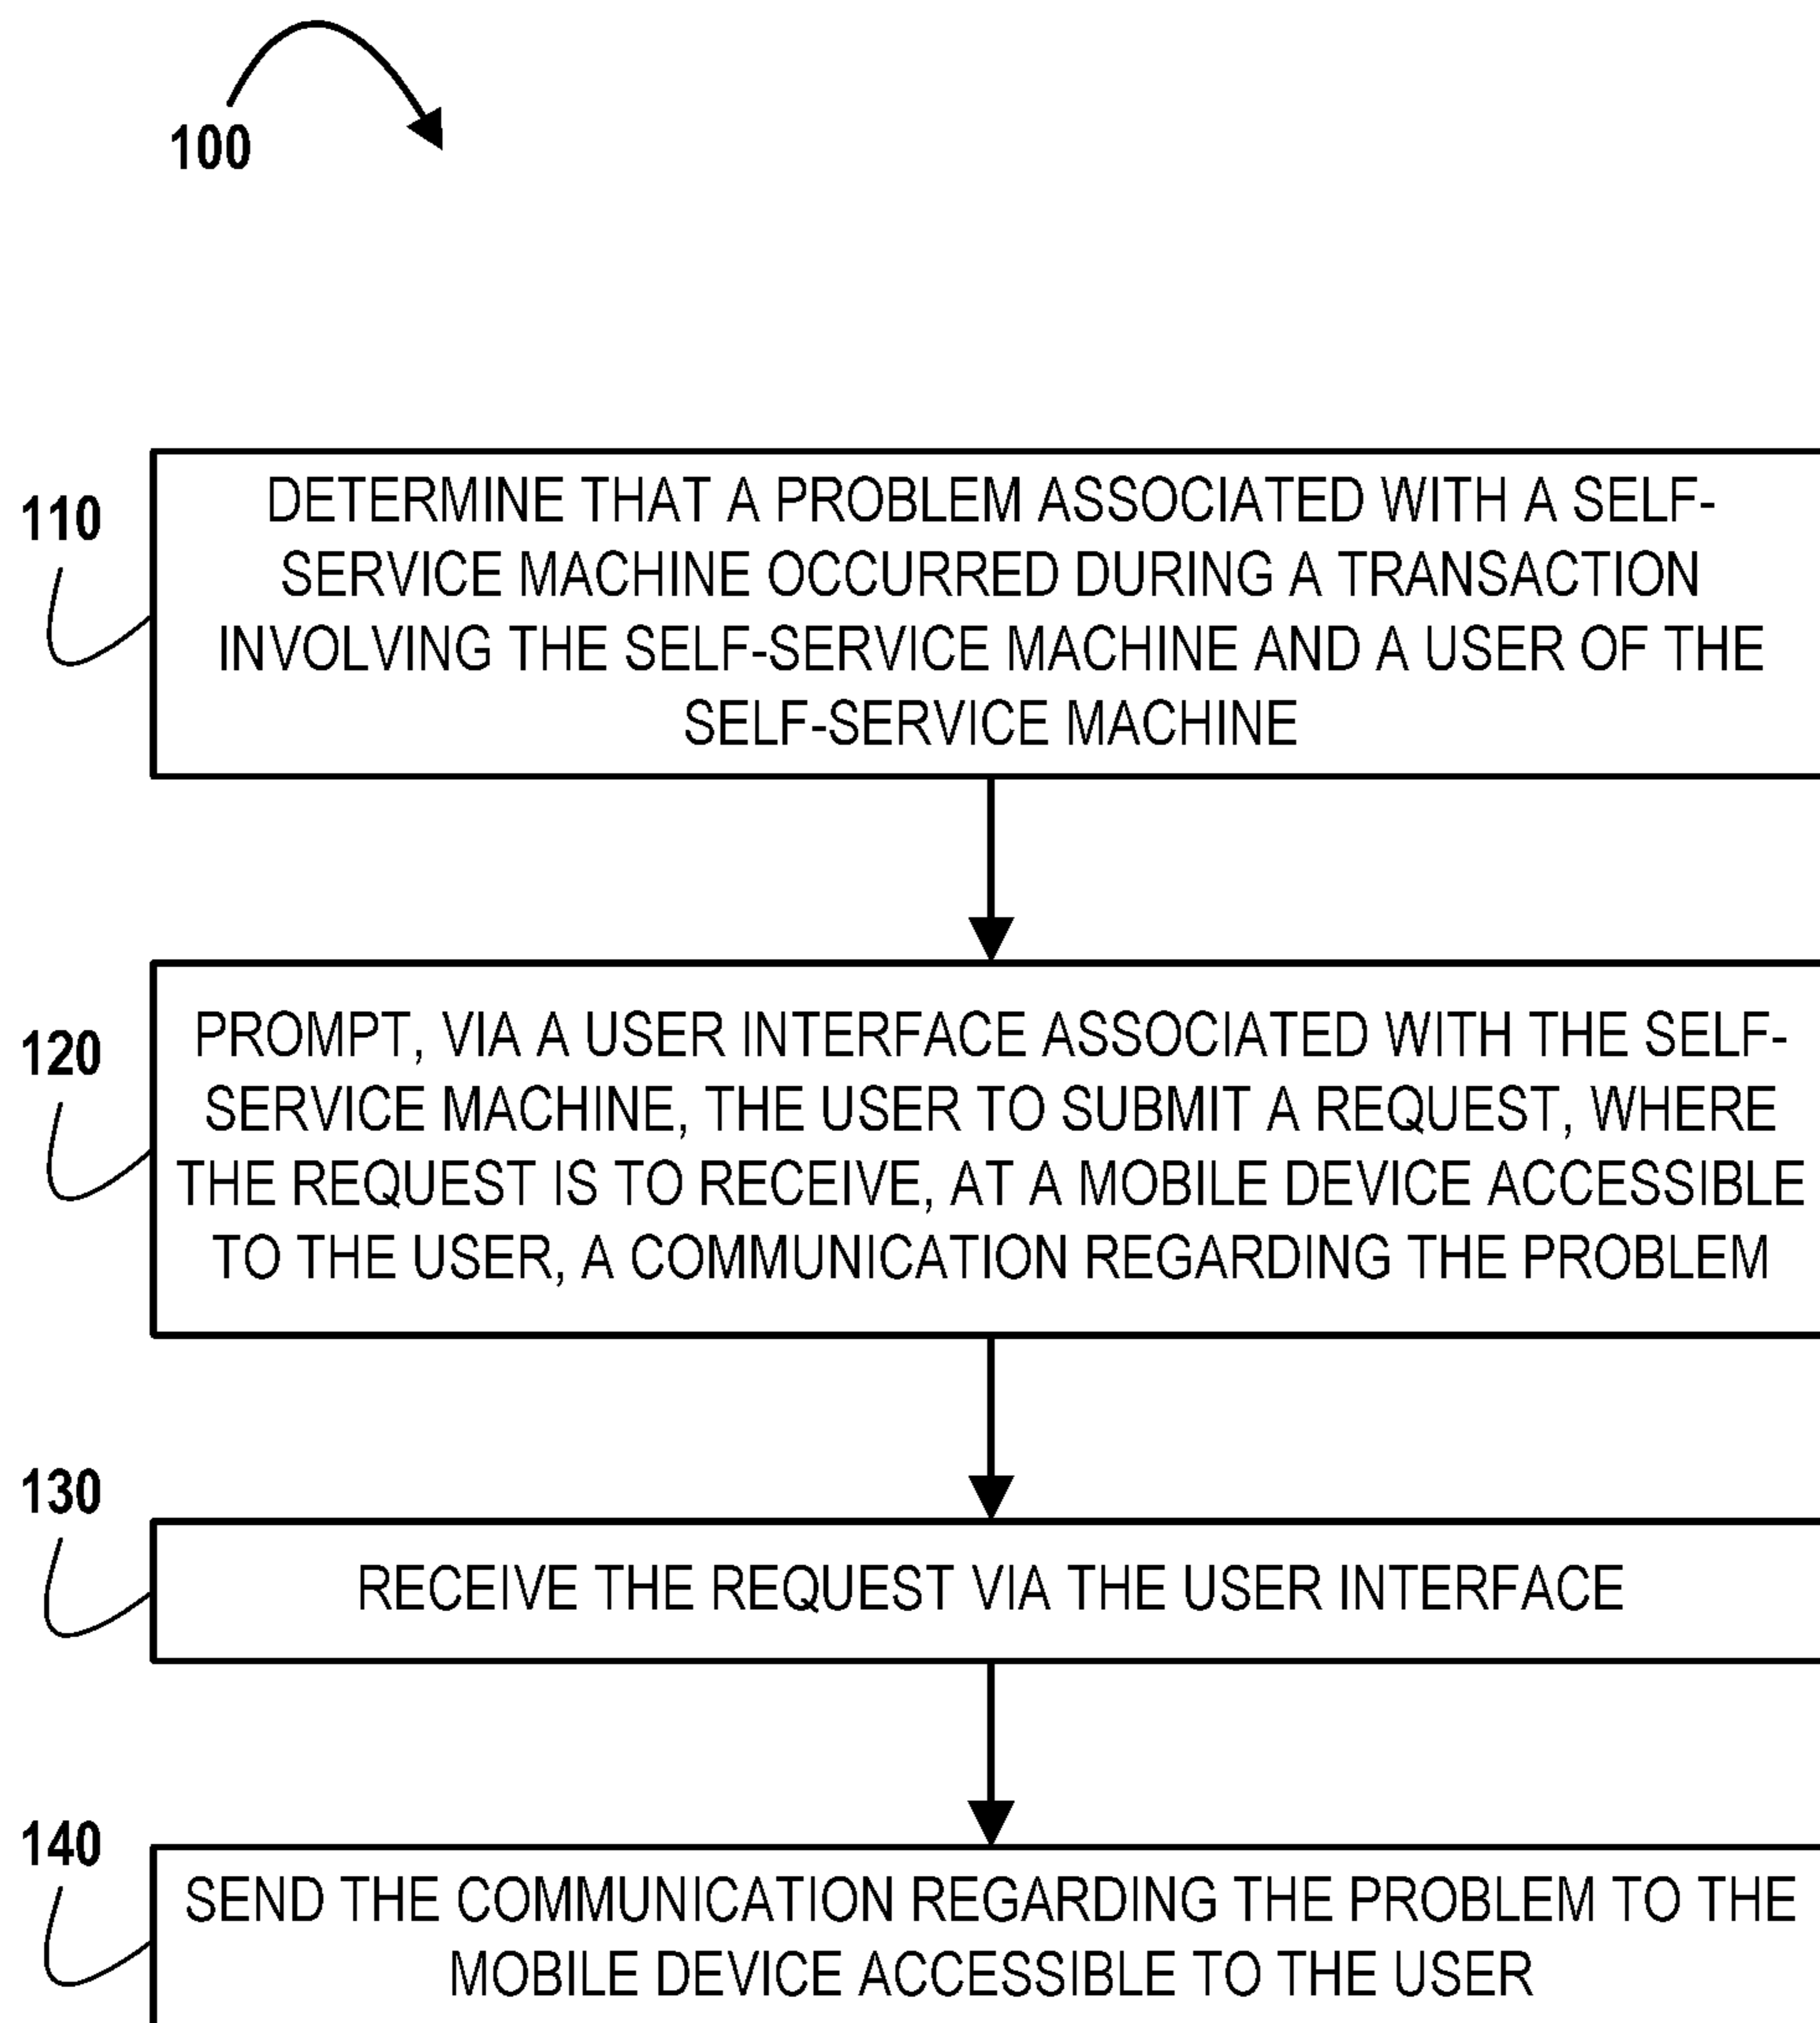 100
110
DETERMINE THAT A PROBLEM ASSOCIATED WITH A SELF-
SERVICE MACHINE OCCURRED DURING A TRANSACTION
INVOLVING THE SELF-SERVICE MACHINE AND A USER OF THE
SELF-SERVICE MACHINE
120
PROMPT, VIA A USER INTERFACE ASSOCIATED WITH THE SELF-
SERVICE MACHINE, THE USER TO SUBMIT A REQUEST, WHERE
THE REQUEST IS TO RECEIVE, AT A MOBILE DEVICE ACCESSIBLE
TO THE USER, A COMMUNICATION REGARDING THE PROBLEM
130
RECEIVE THE REQUEST VIA THE USER INTERFACE
140
SEND THE COMMUNICATION REGARDING THE PROBLEM TO THE
MOBILE DEVICE ACCESSIBLE TO THE USER